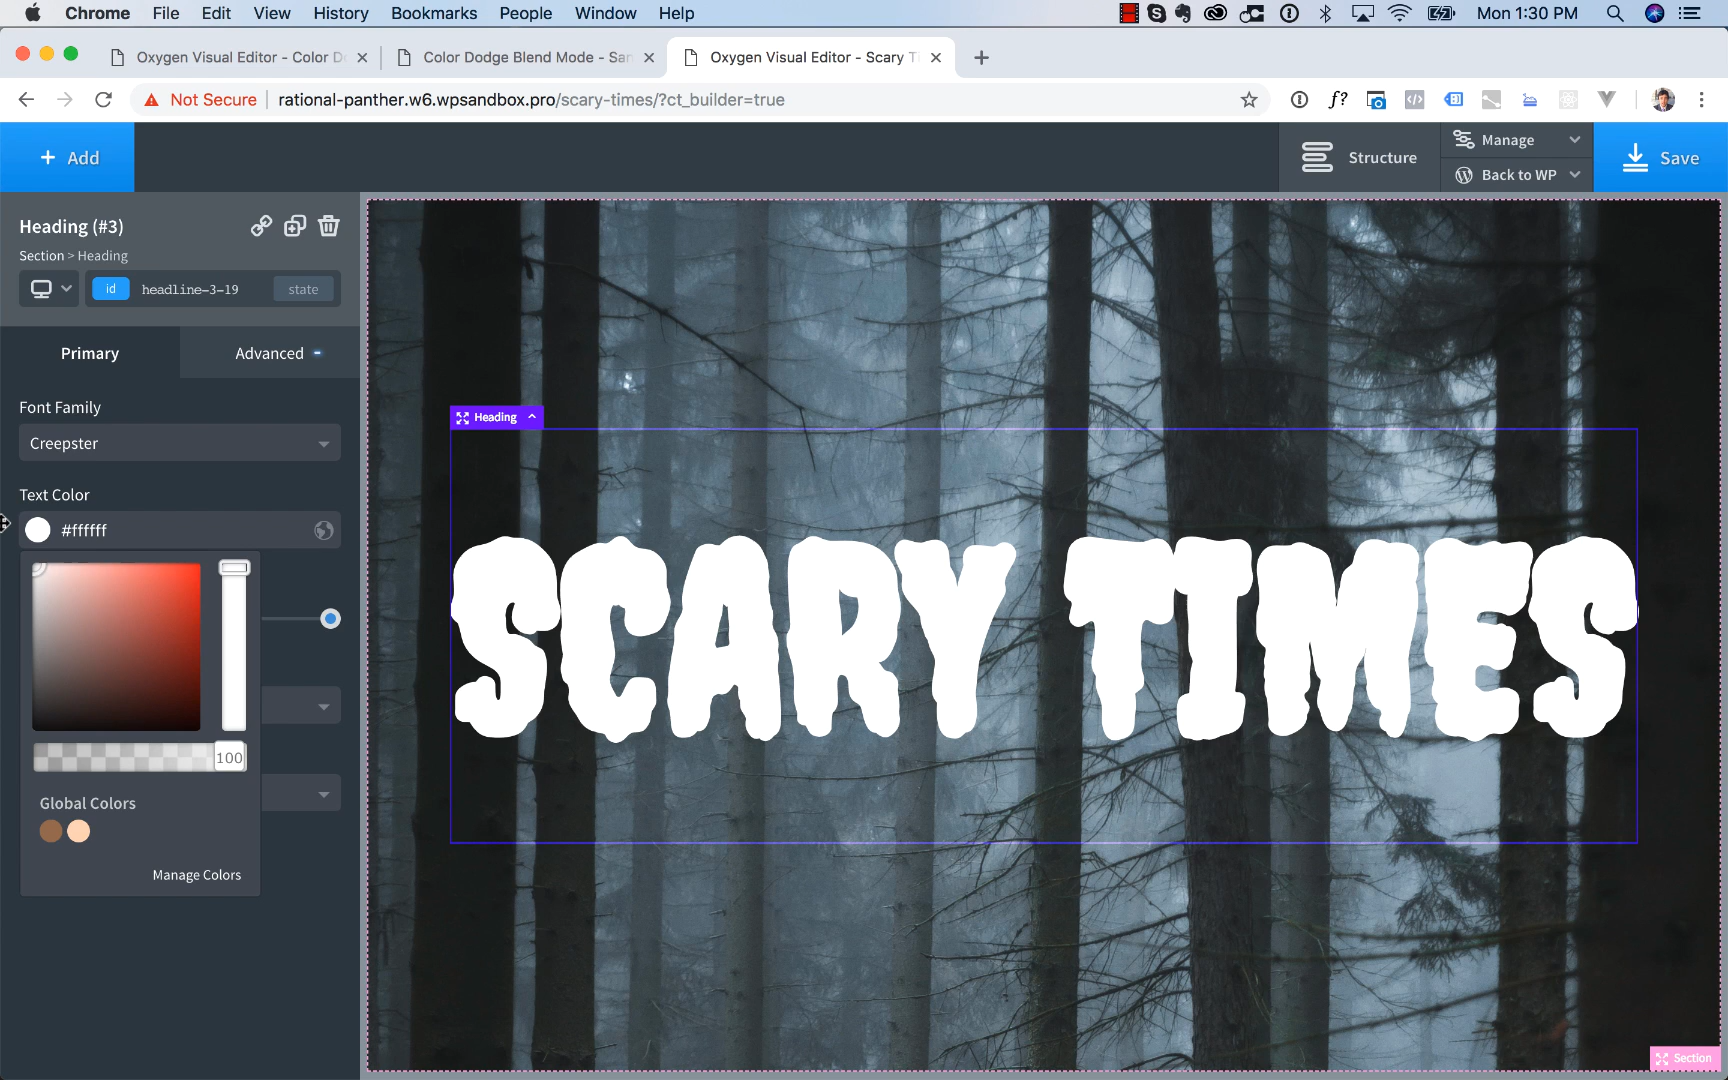 Chrome File Edit View History Bookmarks People Window Help Mon 1:30 PM
Oxygen Visual Editor - Color D
Color Dodge Blend Mode - San
Oxygen Visual Editor - Scary T
Not Secure rational-panther.w6.wpsandbox.pro/scary-times/?ct_builder=true
f?
+ Add
Structure
Manage
Back to WP
Save
Heading (#3)
Section > Heading
id headline-3-19 state
Primary
Advanced
Font Family
Creepster
Text Color
#ffffff
100
Global Colors
Manage Colors
Heading
SCARY TIMES
Section